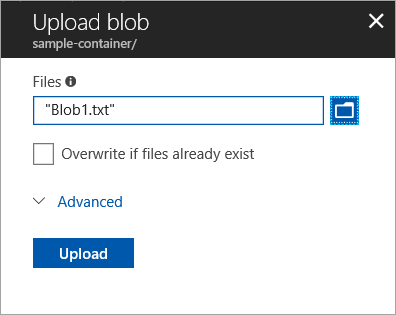 Upload blob
sample-container/
Files
"Blob1.txt"
Overwrite if files already exist
Advanced
Upload